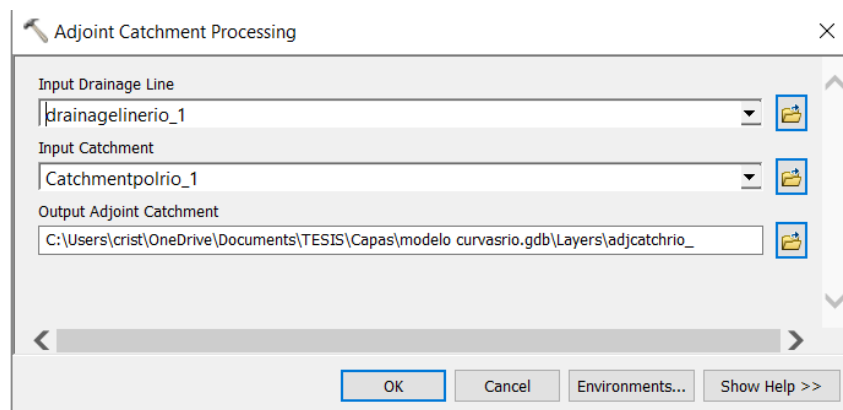 Adjoint Catchment Processing
Input Drainage Line
drainagelinerio_1
Input Catchment
Catchmentpolrio_1
Output Adjoint Catchment
C:\Users\crist\OneDrive\Documents\TESIS\Capas\modelo curvasrio.gdb\Layers\adjcatchrio_
OK Cancel Environments... Show Help >>